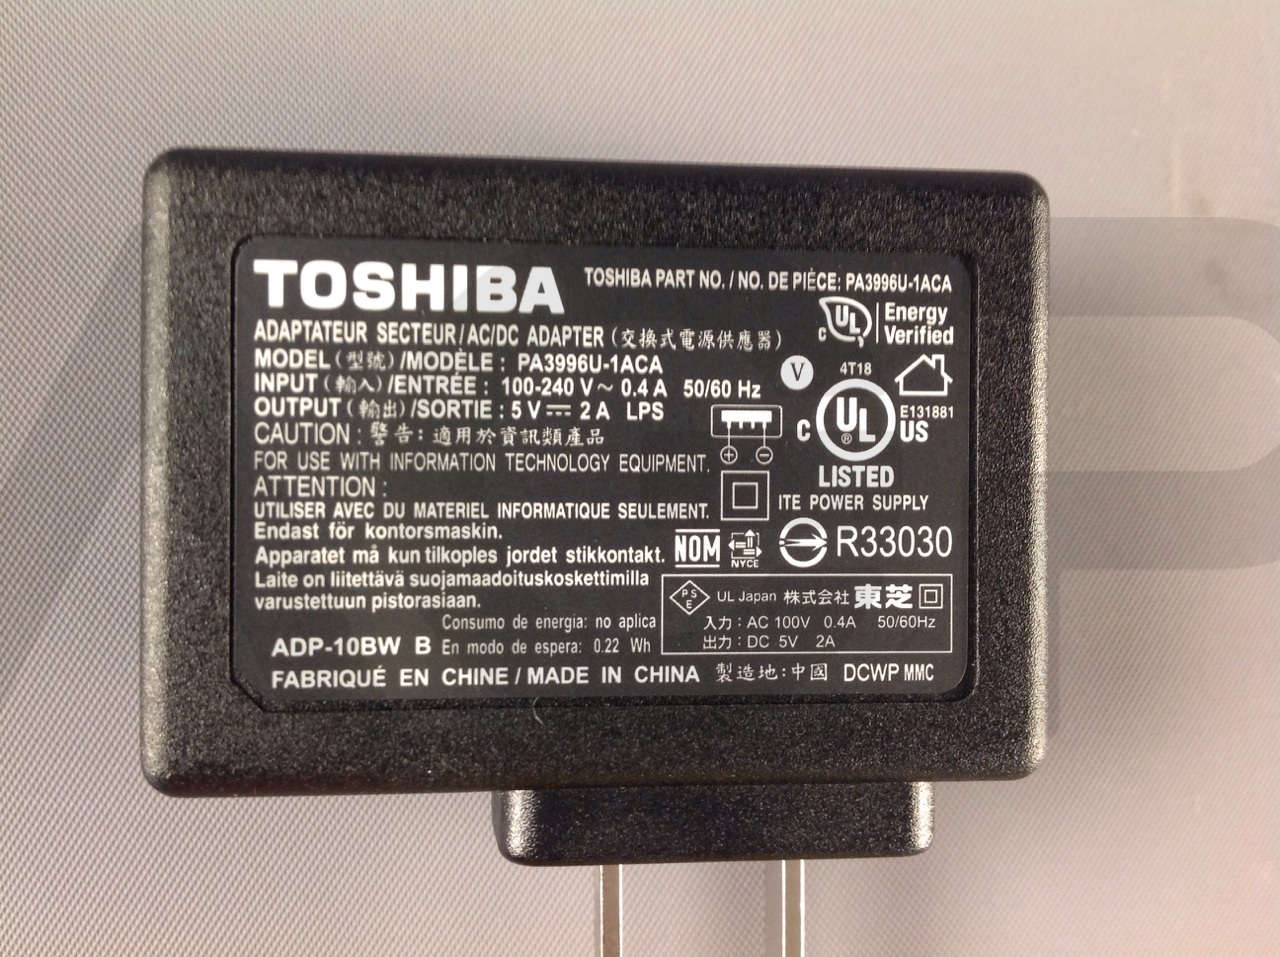 TOSHIBA
TOSHIBA PART NO. / NO. DE PIÈCE: PA3996U-1ACA
ADAPTATEUR SECTEUR/AC/DC ADAPTER (交換式電源供應器)
MODEL (型號) /MODÈLE : PA3996U-1ACA
INPUT (輸入) /ENTRÉE : 100-240 V ~ 0.4 A 50/60 Hz
OUTPUT (輸出) /SORTIE : 5 V ⎓ 2 A LPS
CAUTION : 警告: 適用於資訊類產品
FOR USE WITH INFORMATION TECHNOLOGY EQUIPMENT.
ATTENTION :
UTILISER AVEC DU MATERIEL INFORMATIQUE SEULEMENT.
Endast för kontorsmaskin.
Apparatet må kun tilkoples jordet stikkontakt.
Laite on liitettävä suojamaadoituskoskettimilla
varustettuun pistorasiaan.
Consumo de energia: no aplica
ADP-10BW B En modo de espera: 0.22 Wh
FABRIQUÉ EN CHINE / MADE IN CHINA 製造地:中國 DCWP MMC
C UL Energy
Verified
V
4T18
C UL ® US
E131881
LISTED
ITE POWER SUPPLY
+ −
NOM
NYCE
R33030
PS
E
UL Japan 株式会社 東芝
入力: AC 100V 0.4A 50/60Hz
出力: DC 5V 2A